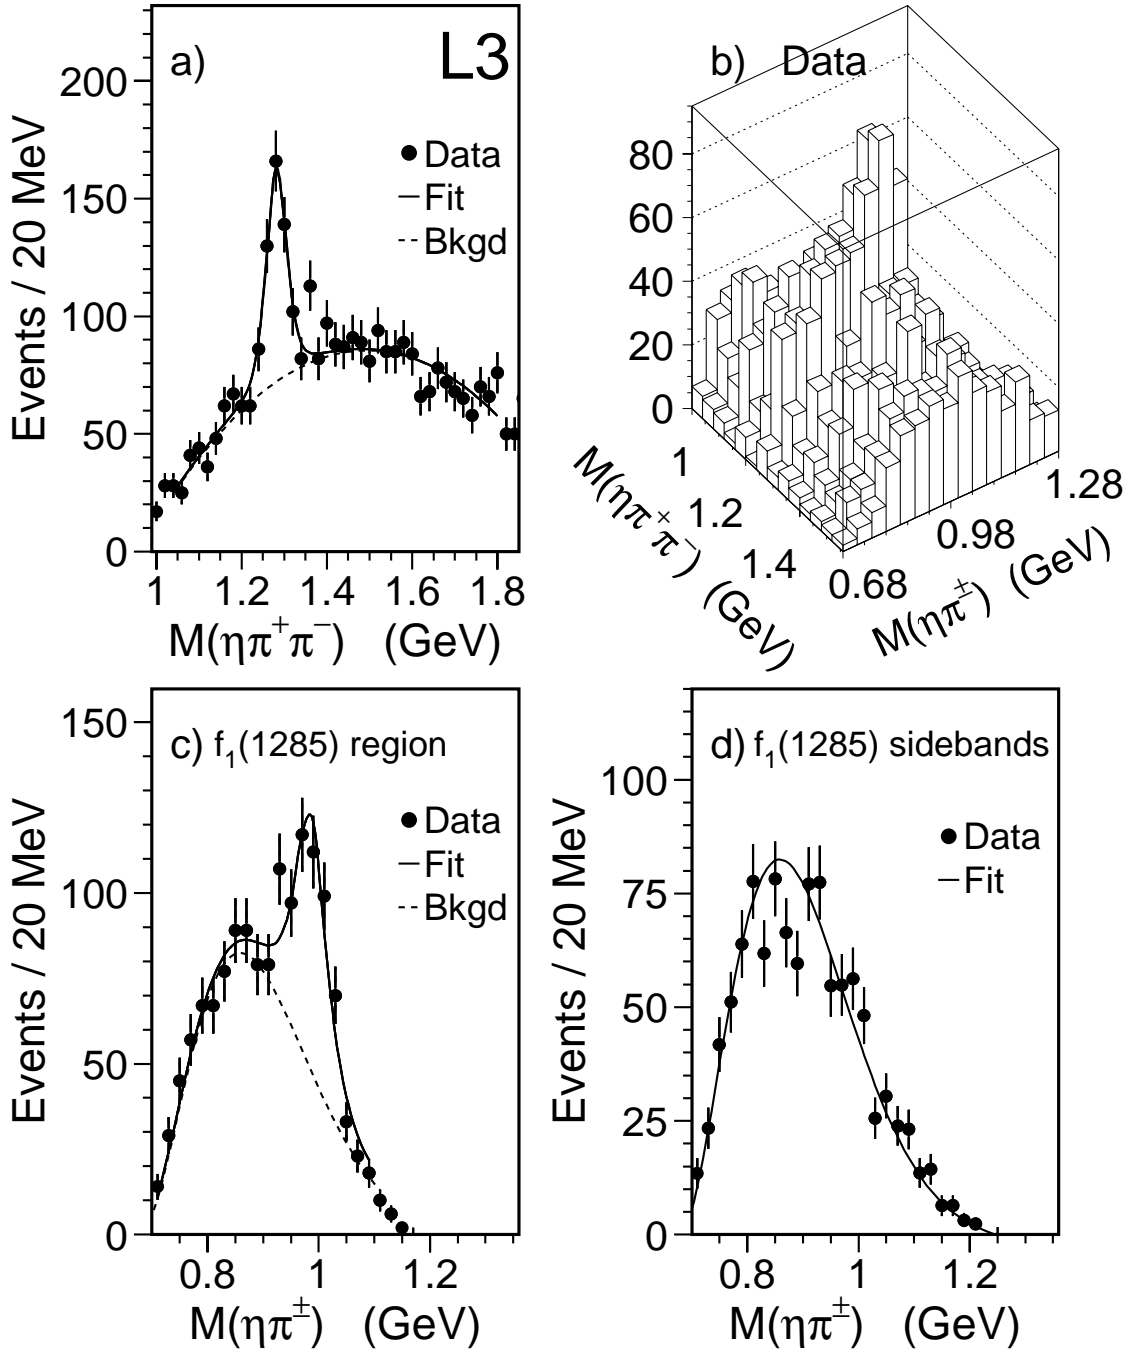 a)
L3
200
150
100
50
0
Events / 20 MeV
Data
Fit
Bkgd
1
1.2
1.4
1.6
1.8
M(ηπ⁺π⁻) (GeV)
b) Data
80
60
40
20
0
1
1.2
1.4
M(ηπ⁺π⁻) (GeV)
0.68
0.98
1.28
M(ηπ±) (GeV)
c) f₁(1285) region
150
100
50
0
Events / 20 MeV
Data
Fit
Bkgd
0.8
1
1.2
M(ηπ±) (GeV)
d) f₁(1285) sidebands
100
75
50
25
0
Events / 20 MeV
Data
Fit
0.8
1
1.2
M(ηπ±) (GeV)